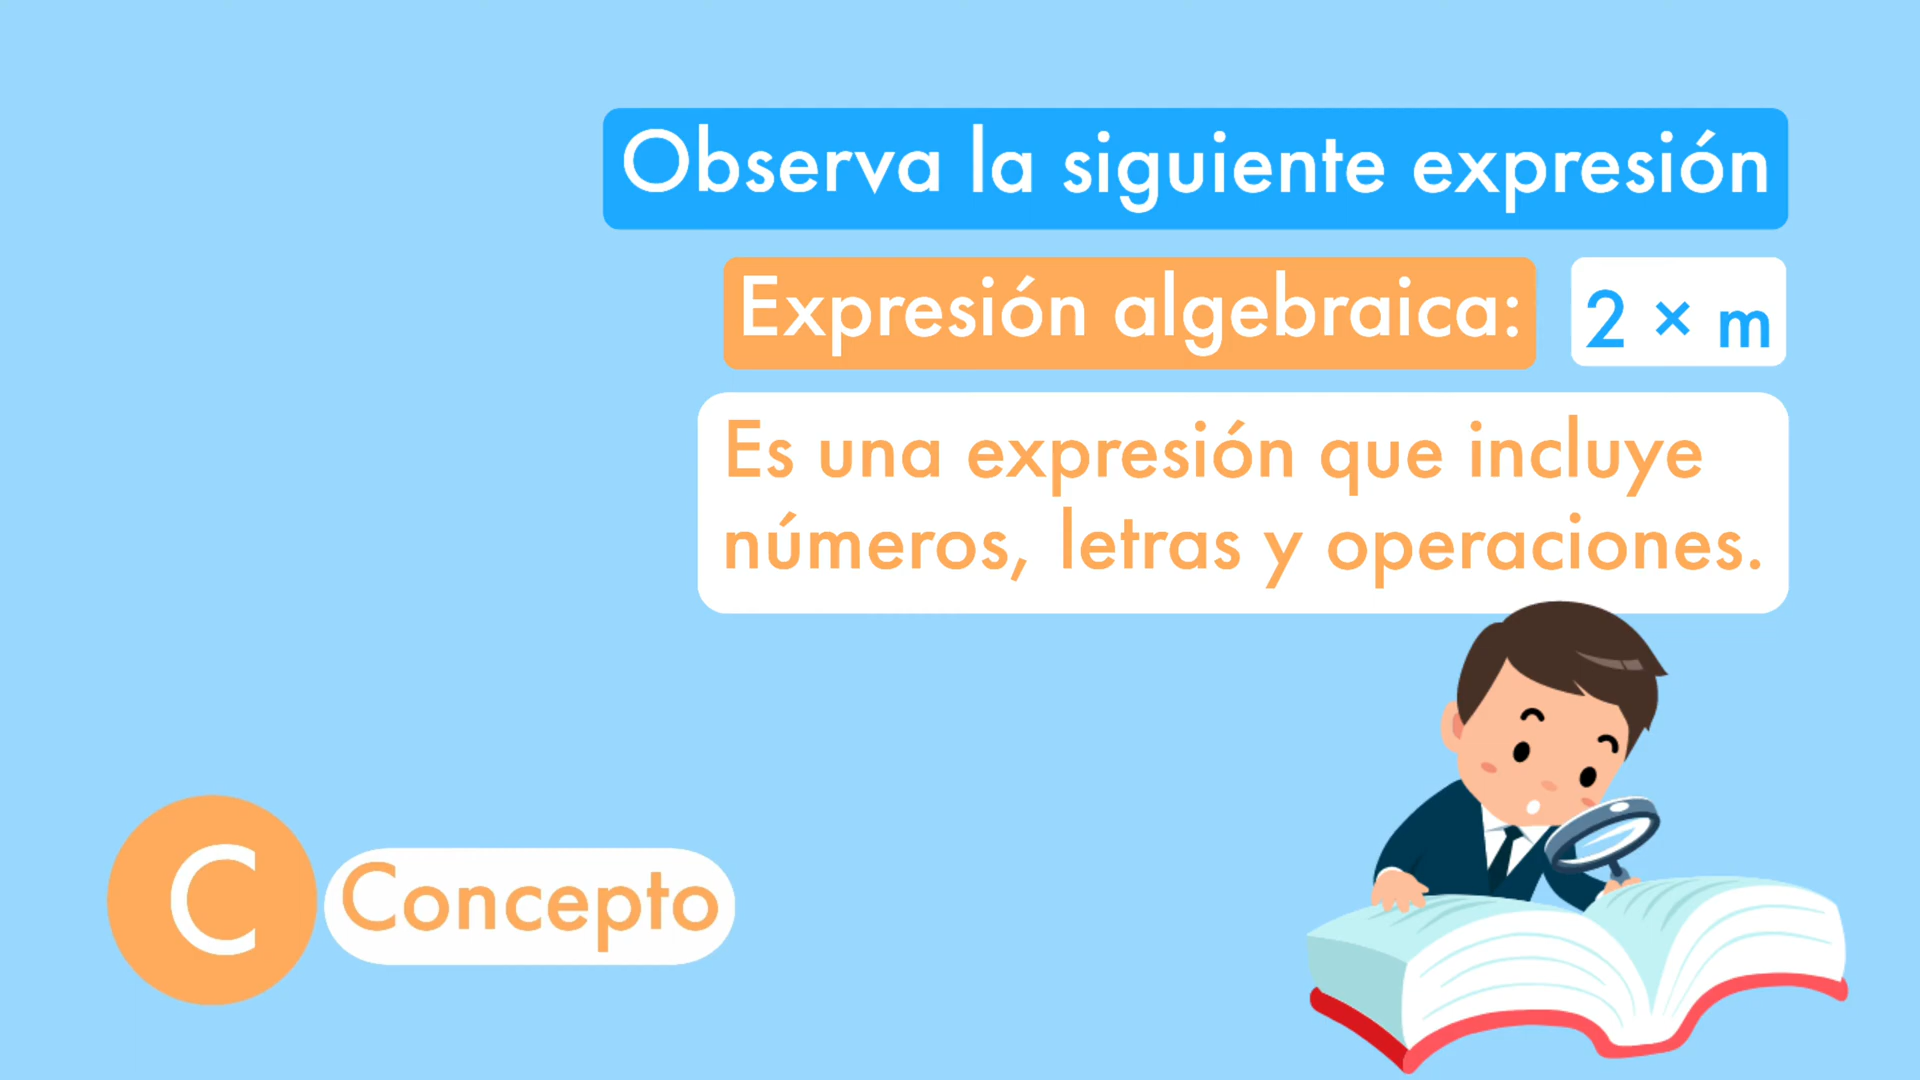 Observa la siguiente expresión
Expresión algebraica: 2 × m
Es una expresión que incluye
números, letras y operaciones.
C Concepto